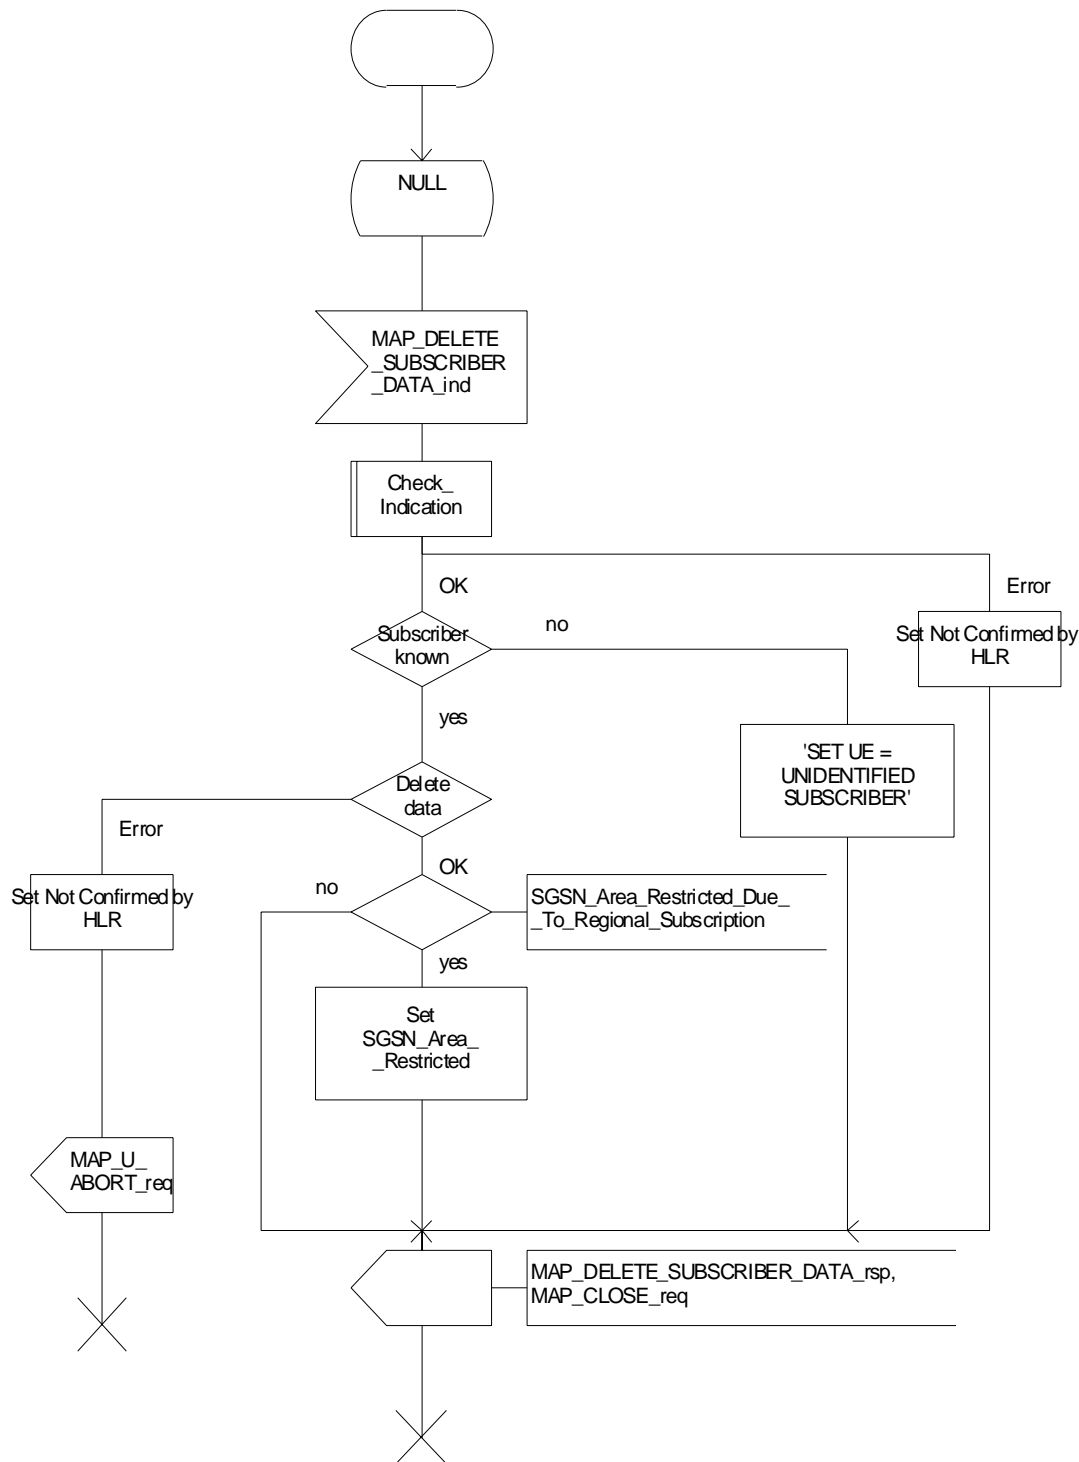 NULL
MAP_DELETE
_SUBSCRIBER
_DATA_ind
Check_
Indication
OK
Error
Subscriber
known
no
Set Not Confirmed by
HLR
yes
'SET UE =
UNIDENTIFIED
SUBSCRIBER'
Delete
data
Error
OK
Set Not Confirmed by
HLR
no
SGSN_Area_Restricted_Due_
_To_Regional_Subscription
yes
Set
SGSN_Area_
_Restricted
MAP_U_
ABORT_req
MAP_DELETE_SUBSCRIBER_DATA_rsp,
MAP_CLOSE_req